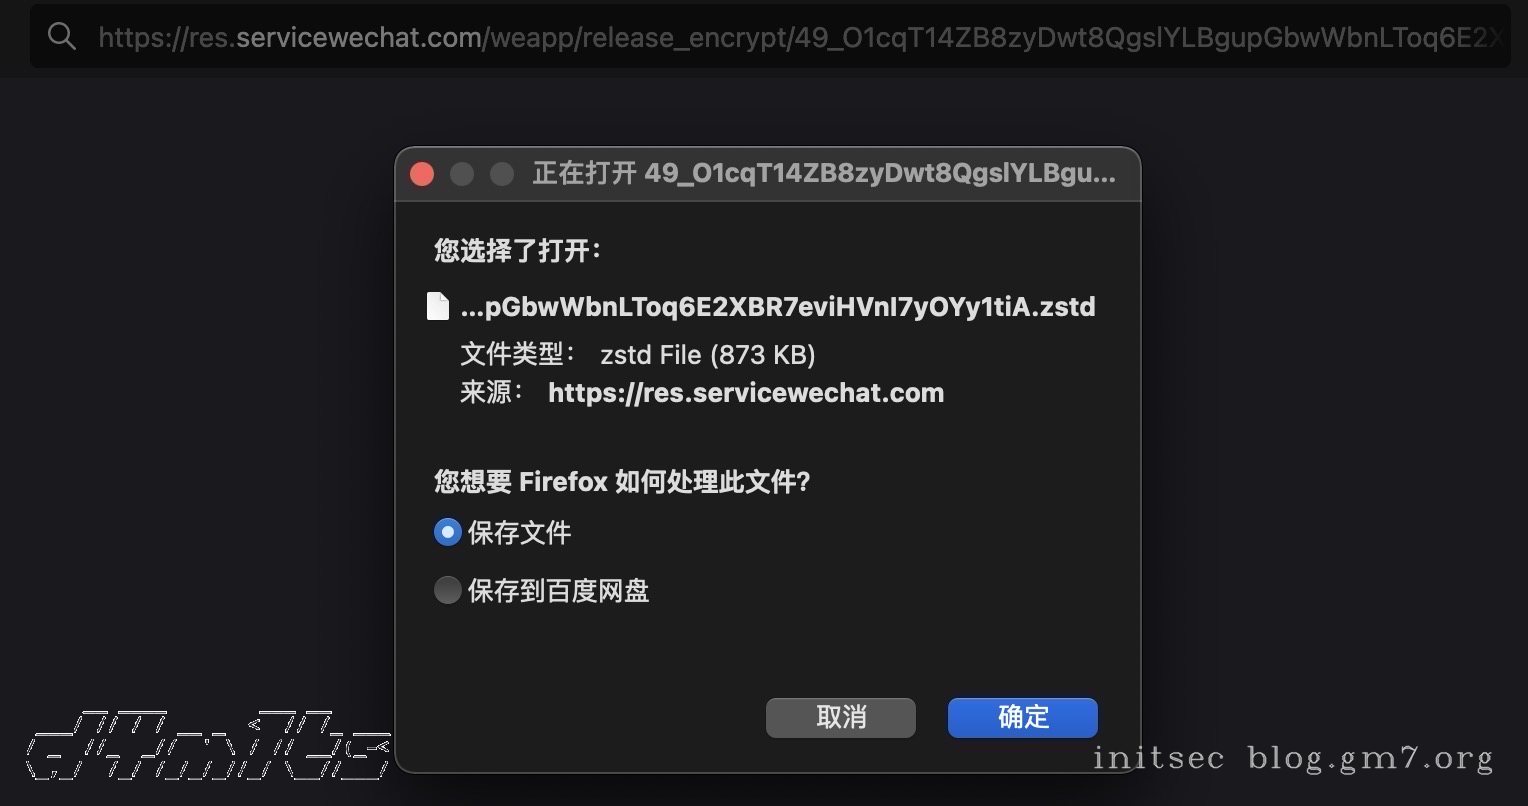 https://res.servicewechat.com/weapp/release_encrypt/49_O1cqT14ZB8zyDwt8QgslYLBgupGbwWbnLToq6E2X
正在打开 49_O1cqT14ZB8zyDwt8QgslYLBgu...
您选择了打开：
...pGbwWbnLToq6E2XBR7eviHVnI7yOYy1tiA.zstd
文件类型： zstd File (873 KB)
来源： https://res.servicewechat.com
您想要 Firefox 如何处理此文件?
保存文件
保存到百度网盘
取消 确定
d4m1ts
initsec blog.gm7.org